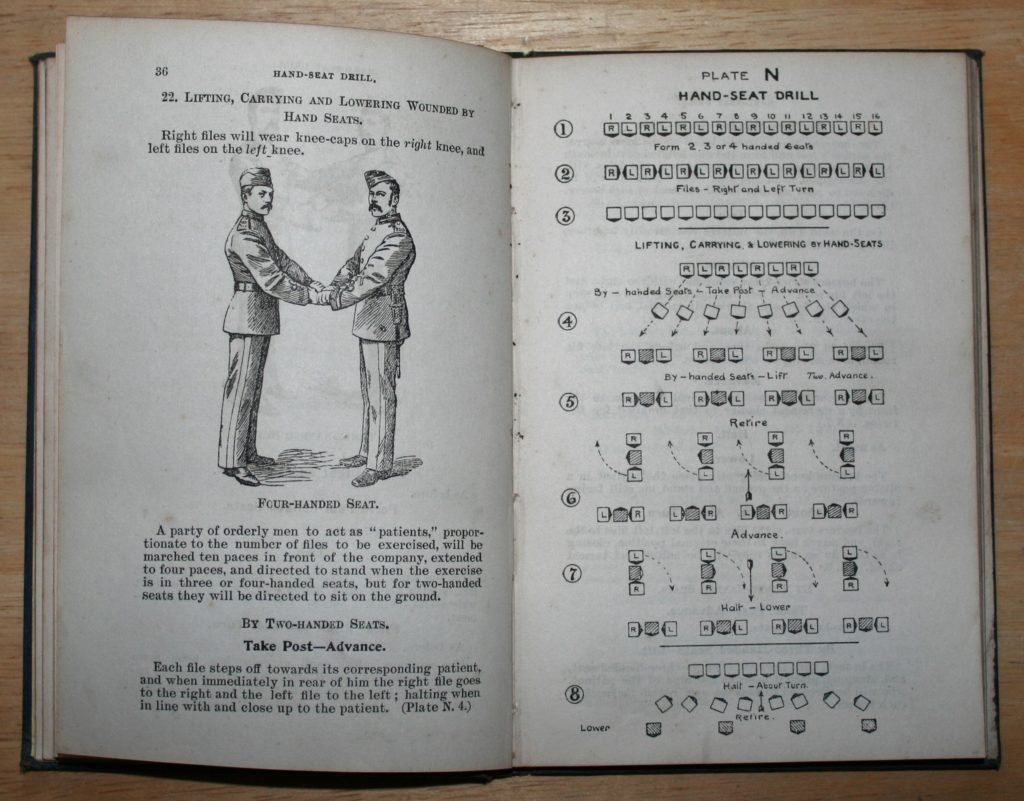 36
HAND-SEAT DRILL.
22. LIFTING, CARRYING AND LOWERING WOUNDED BY
HAND SEATS.
Right files will wear knee-caps on the right knee, and
left files on the left knee.
FOUR-HANDED SEAT.
A party of orderly men to act as "patients," propor-
tionate to the number of files to be exercised, will be
marched ten paces in front of the company, extended
to four paces, and directed to stand when the exercise
is in three or four-handed seats, but for two-handed
seats they will be directed to sit on the ground.
BY TWO-HANDED SEATS.
Take Post—Advance.
Each file steps off towards its corresponding patient,
and when immediately in rear of him the right file goes
to the right and the left file to the left; halting when
in line with and close up to the patient. (Plate N. 4.)
PLATE N
HAND-SEAT DRILL
1 2 3 4 5 6 7 8 9 10 11 12 13 14 15 16
① R L R L R L R L R L R L R L R L
Form 2, 3 or 4 handed Seats
② R L R L R L R L R L R L R L R L
Files - Right and Left Turn
③
LIFTING, CARRYING, & LOWERING BY HAND-SEATS
R L R L R L R L
By - handed Seats - Take Post - Advance
④
R L R L R L R L
By - handed Seats - Lift Two. Advance.
⑤ R L R L R L R L
Retire
R R R R
L L L L
⑥
L R L R L R L R
Advance.
L L L L
⑦
R R R R
Halt - Lower
R L R L R L R L
Halt - About Turn.
⑧
Retire.
Lower